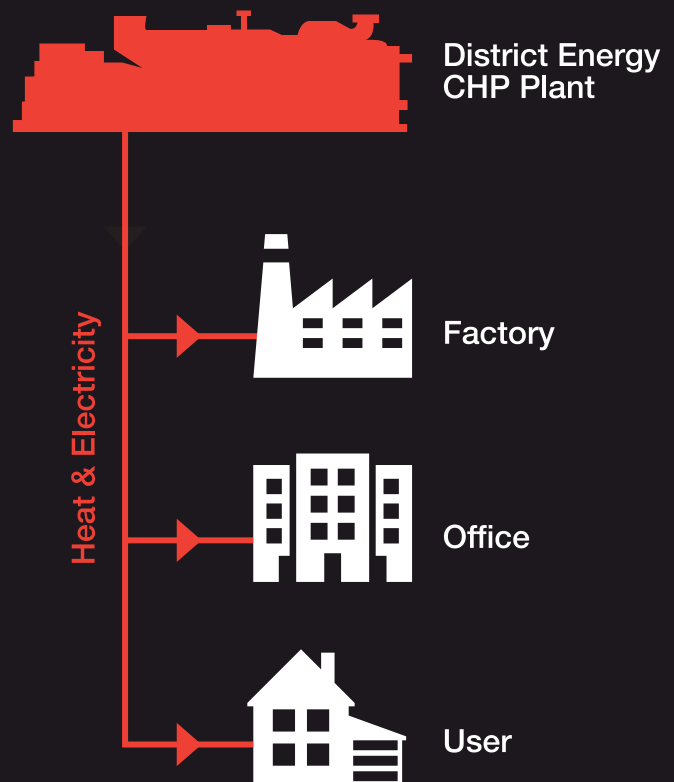 District Energy
CHP Plant
Heat & Electricity
Factory
Office
User